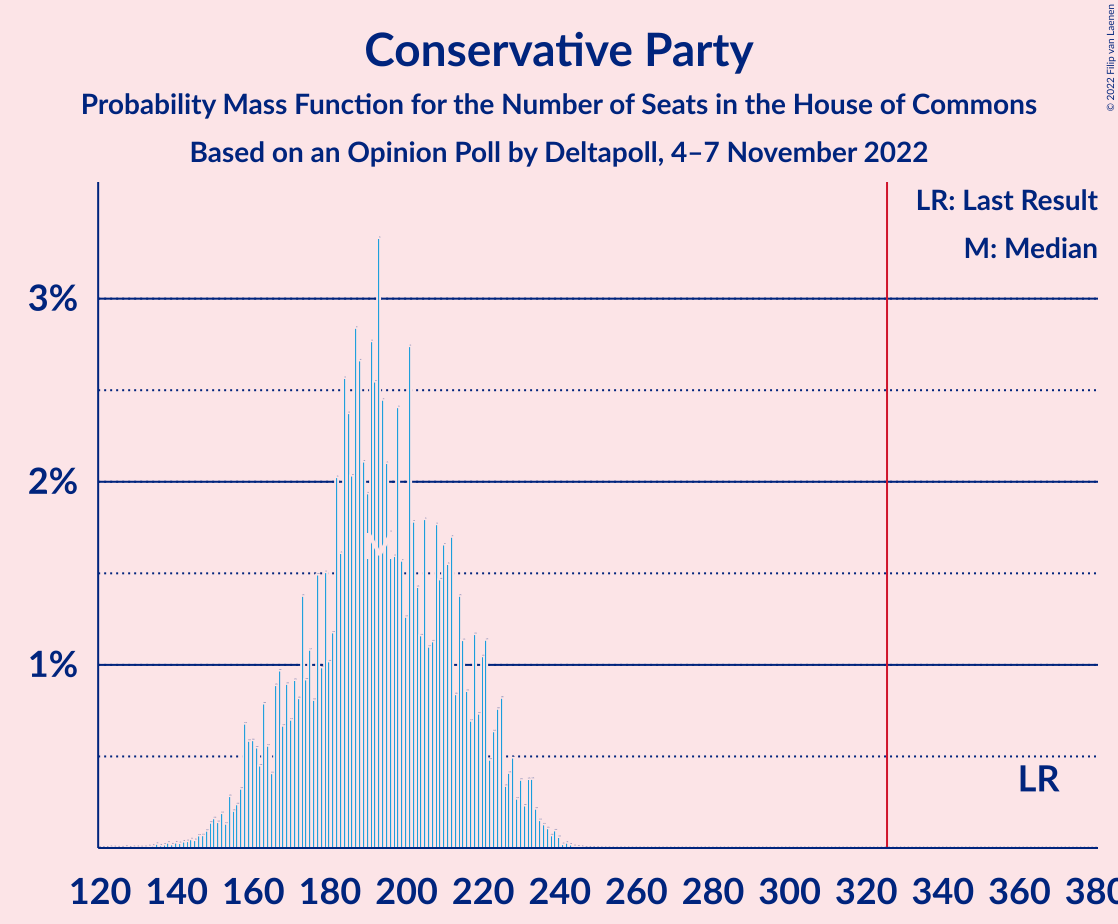 Conservative Party
Probability Mass Function for the Number of Seats in the House of Commons
Based on an Opinion Poll by Deltapoll, 4–7 November 2022
© 2022 Filip van Laenen
LR: Last Result
M: Median
3%
2%
1%
LR
120 140 160 180 200 220 240 260 280 300 320 340 360 380